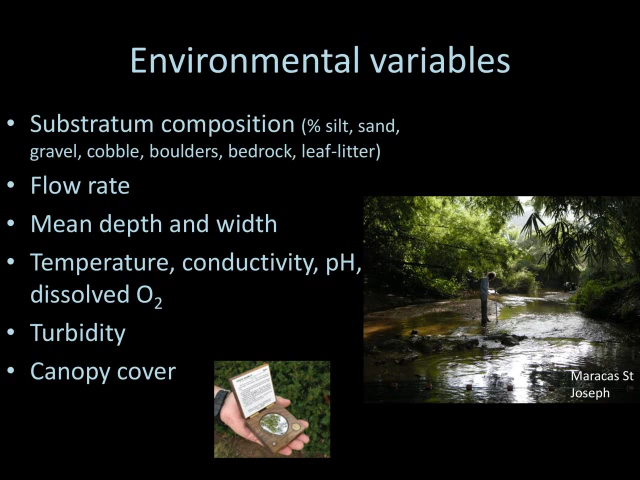 Environmental variables
• Substratum composition (% silt, sand,
gravel, cobble, boulders, bedrock, leaf-litter)
• Flow rate
• Mean depth and width
• Temperature, conductivity, pH,
dissolved O₂
• Turbidity
• Canopy cover
Maracas St
Joseph